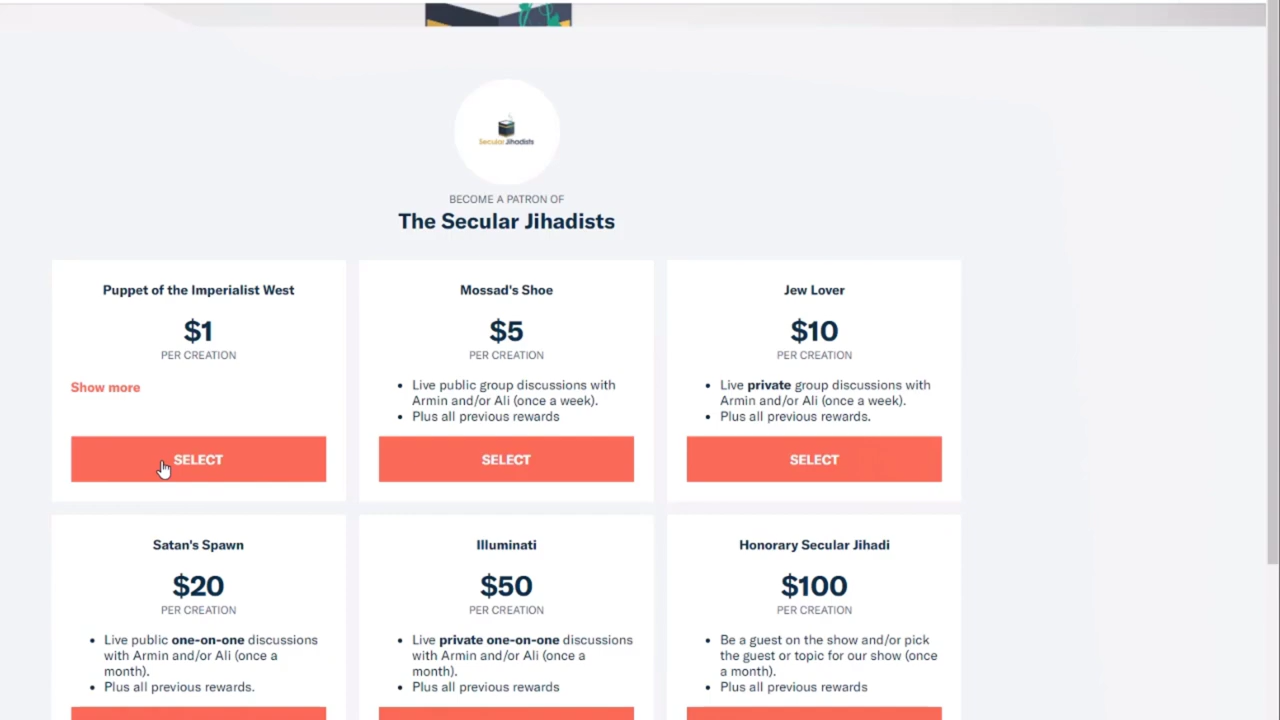 Secular Jihadists
BECOME A PATRON OF
The Secular Jihadists
Puppet of the Imperialist West
$1
PER CREATION
Show more
SELECT
Mossad's Shoe
$5
PER CREATION
• Live public group discussions with
Armin and/or Ali (once a week).
• Plus all previous rewards
SELECT
Jew Lover
$10
PER CREATION
• Live private group discussions with
Armin and/or Ali (once a week).
• Plus all previous rewards.
SELECT
Satan's Spawn
$20
PER CREATION
• Live public one-on-one discussions
with Armin and/or Ali (once a
month).
• Plus all previous rewards.
Illuminati
$50
PER CREATION
• Live private one-on-one discussions
with Armin and/or Ali (once a
month).
• Plus all previous rewards
Honorary Secular Jihadi
$100
PER CREATION
• Be a guest on the show and/or pick
the guest or topic for our show (once
a month).
• Plus all previous rewards